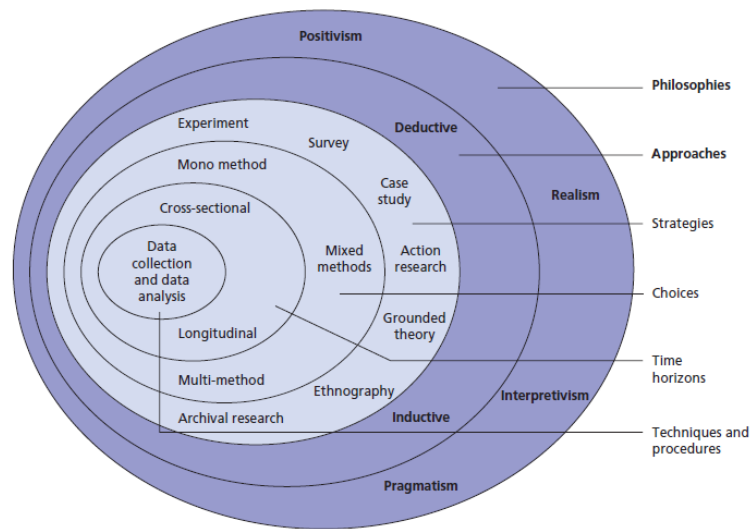 Positivism
Philosophies
Experiment
Deductive
Survey
Approaches
Mono method
Case
study
Realism
Cross-sectional
Strategies
Data
collection
and data
analysis
Mixed
methods
Action
research
Choices
Longitudinal
Grounded
theory
Time
horizons
Multi-method
Ethnography
Interpretivism
Archival research
Inductive
Techniques and
procedures
Pragmatism